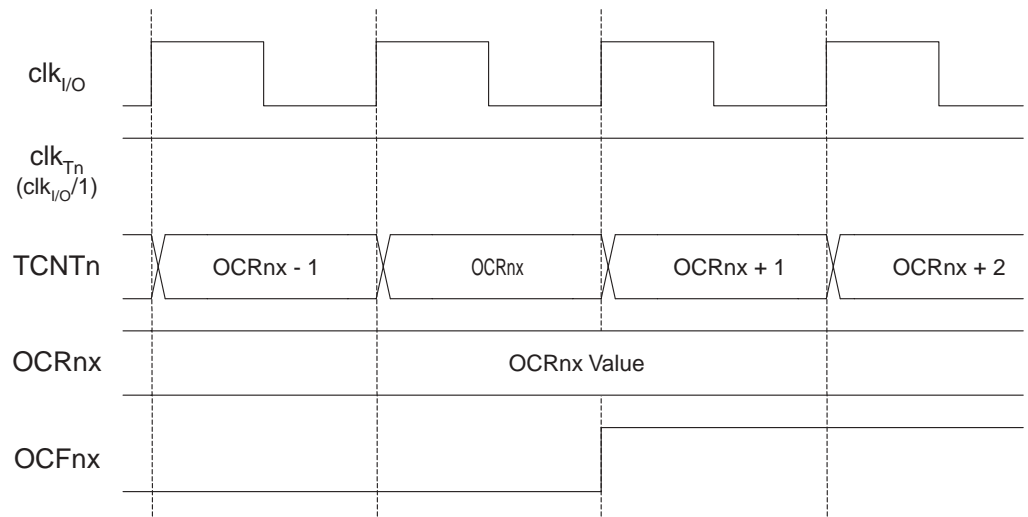 clkI/O
clkTn
(clkI/O/1)
TCNTn
OCRnx - 1
OCRnx
OCRnx + 1
OCRnx + 2
OCRnx
OCRnx Value
OCFnx